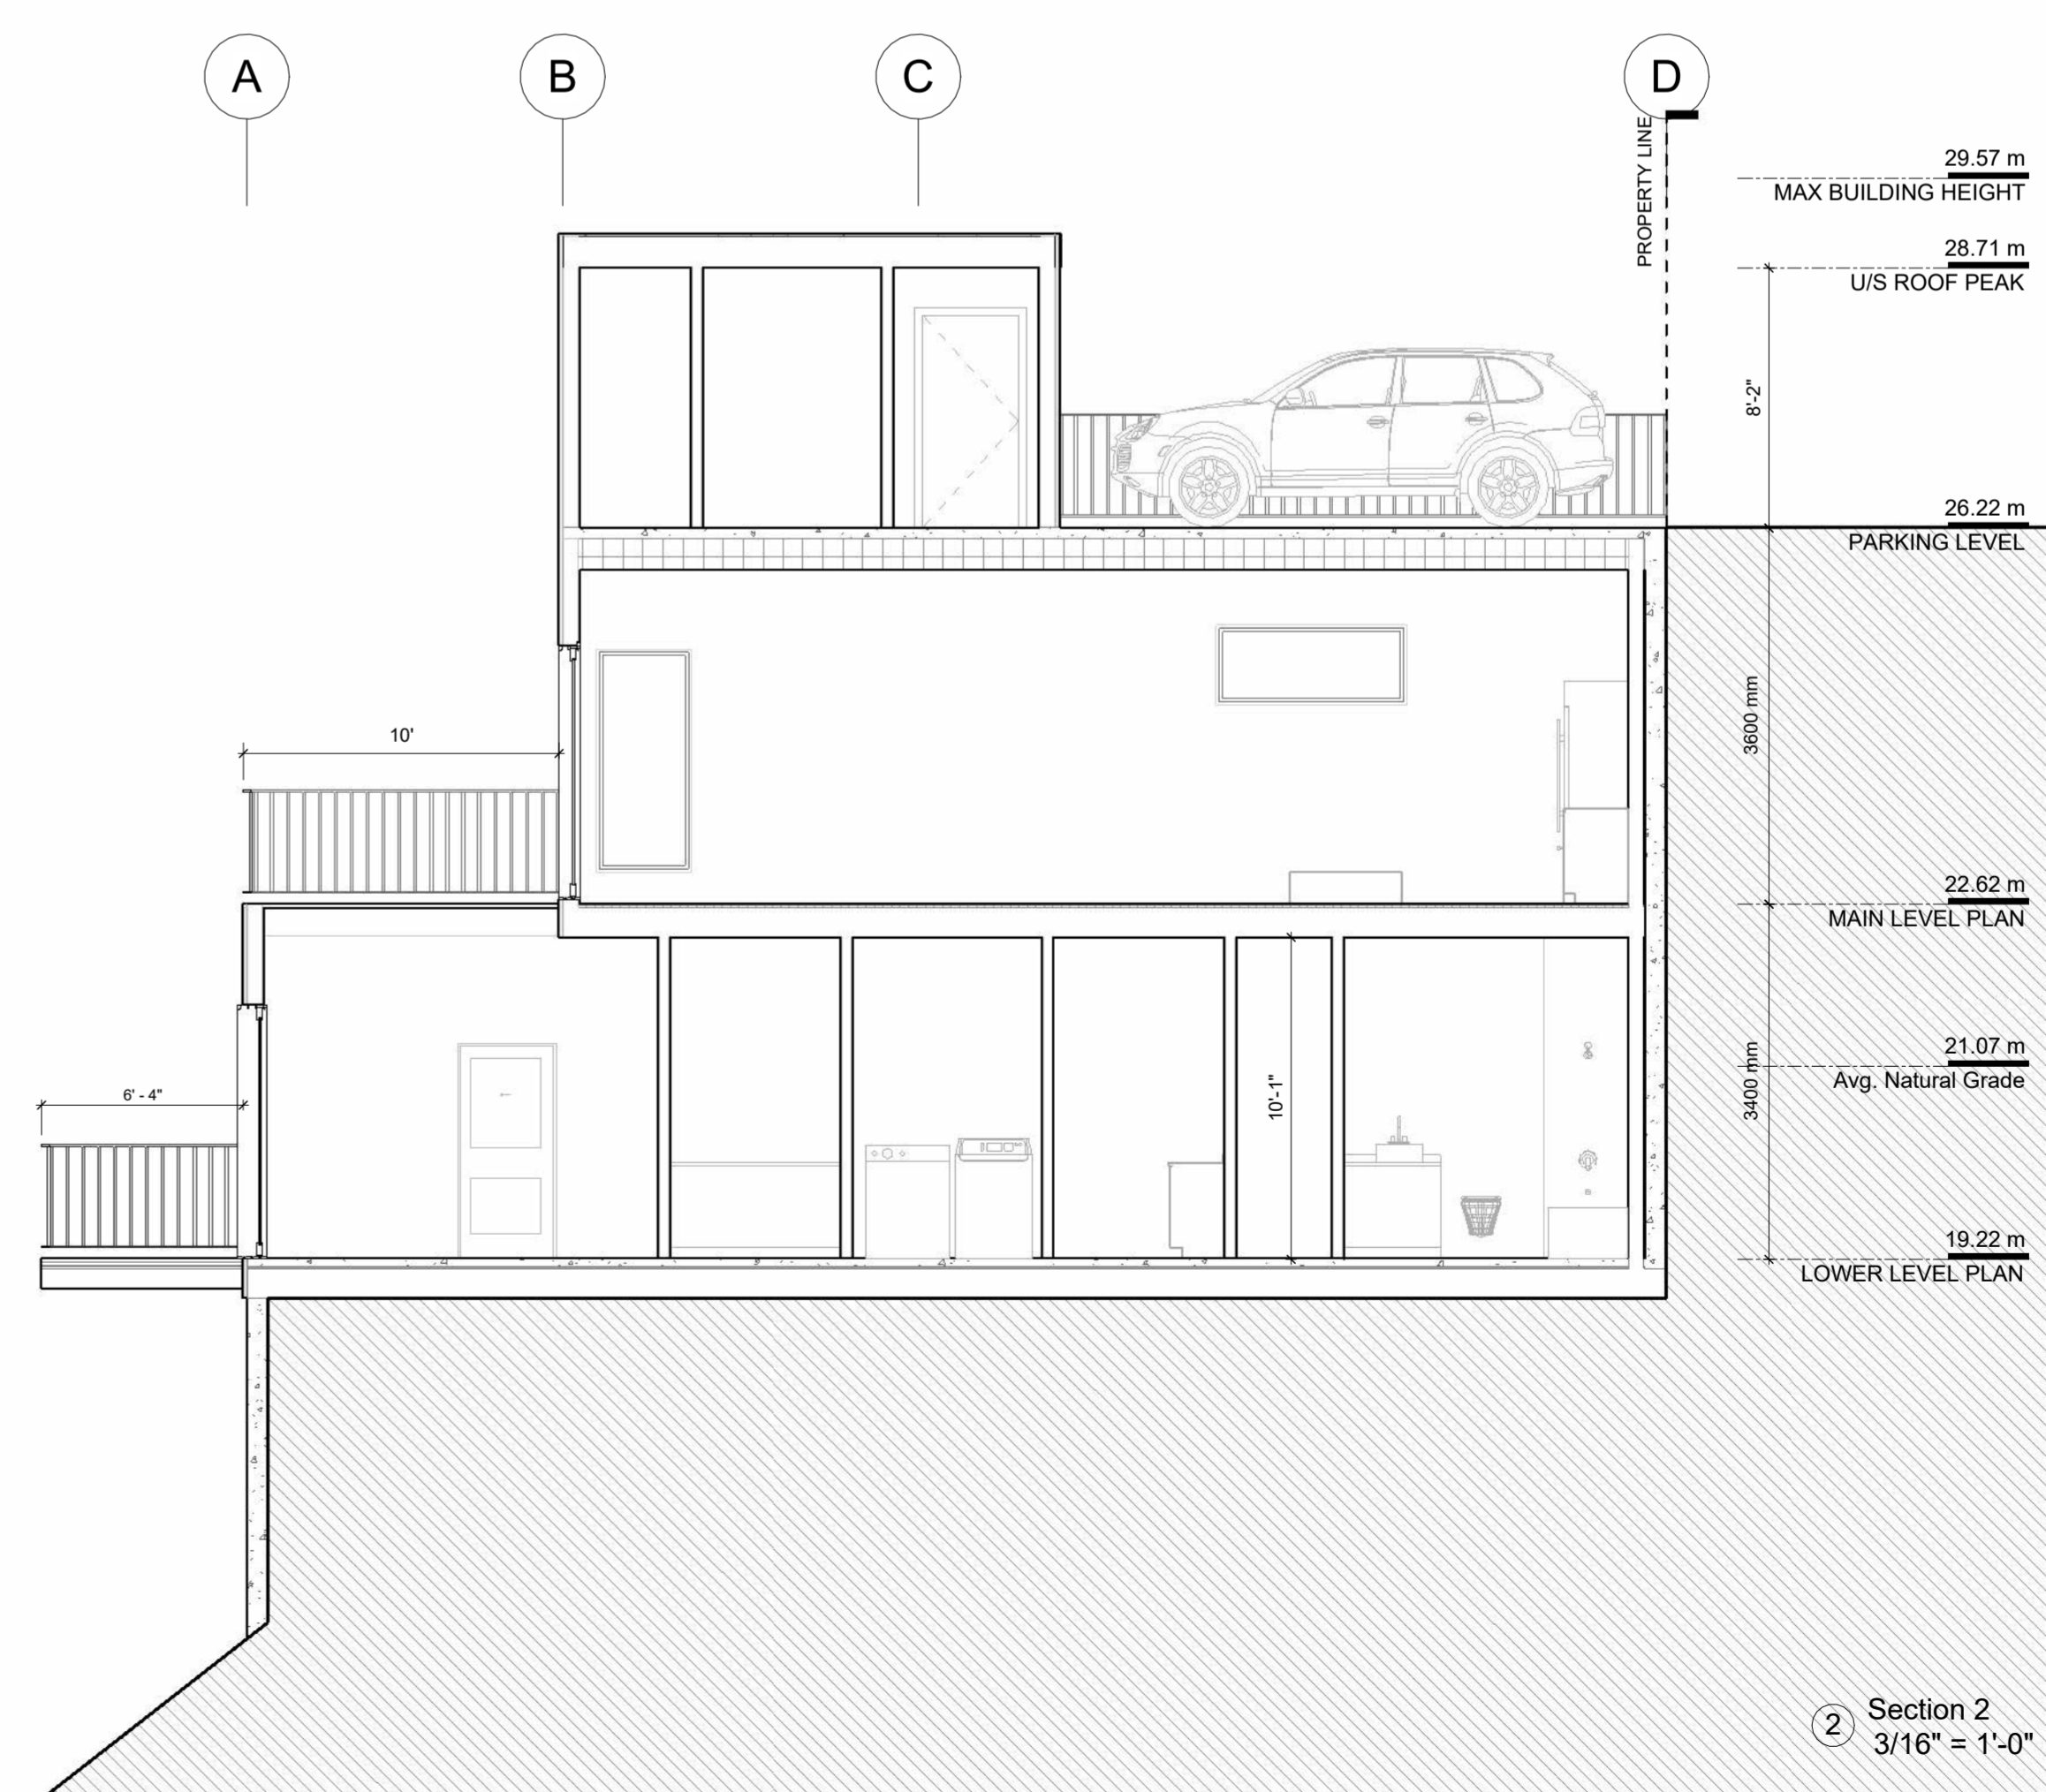 A
B
C
D
PROPERTY LINE
29.57 m
MAX BUILDING HEIGHT
28.71 m
U/S ROOF PEAK
8'-2"
26.22 m
PARKING LEVEL
3600 mm
10'
22.62 m
MAIN LEVEL PLAN
21.07 m
Avg. Natural Grade
3400 mm
10'-1"
6' - 4"
19.22 m
LOWER LEVEL PLAN
2
Section 2
3/16" = 1'-0"